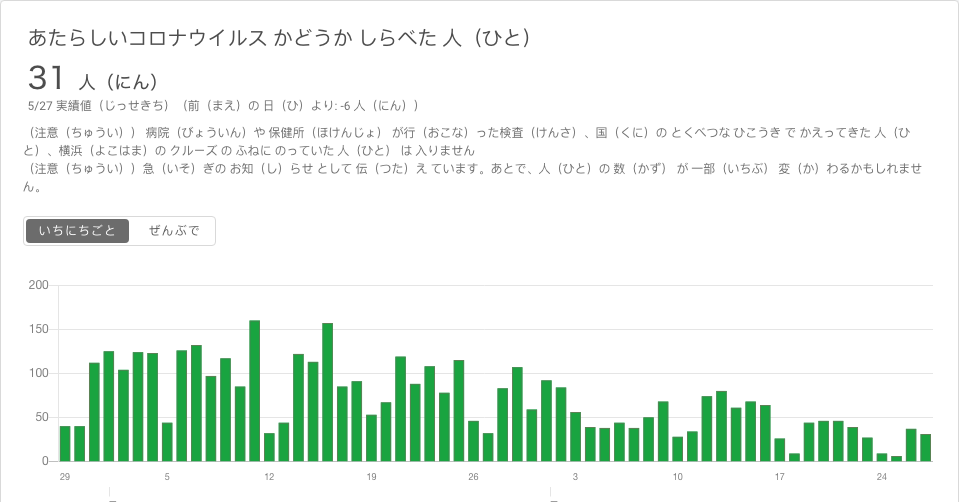 あたらしいコロナウイルス かどうか しらべた 人（ひと）
31 人（にん）
5/27 実績値（じっせきち）（前（まえ）の 日（ひ）より: -6 人（にん））
（注意（ちゅうい）） 病院（びょういん）や 保健所（ほけんじょ） が行（おこな）った検査（けんさ）、国（くに）の とくべつな ひこうき で かえってきた 人（ひ
と）、横浜（よこはま）の クルーズ の ふねに のっていた 人（ひと） は 入りません
（注意（ちゅうい））急（いそ）ぎの お知（し）らせ として 伝（つた）え ています。あとで、人（ひと）の 数（かず） が 一部（いちぶ） 変（か）わるかもしれませ
ん。
いちにちごと ぜんぶで
200
150
100
50
0
29 5 12 19 26 3 10 17 24